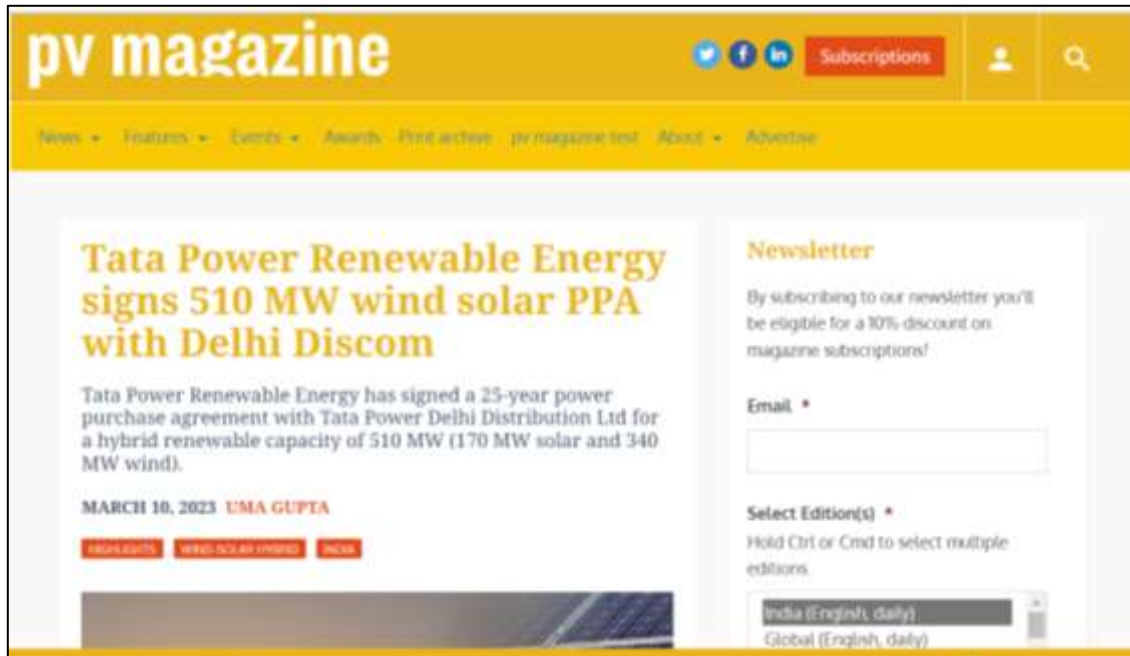 pv magazine
Subscriptions
News Features Events Awards Print archive pv magazine test About Advertise
Tata Power Renewable Energy
signs 510 MW wind solar PPA
with Delhi Discom
Tata Power Renewable Energy has signed a 25-year power
purchase agreement with Tata Power Delhi Distribution Ltd for
a hybrid renewable capacity of 510 MW (170 MW solar and 340
MW wind).
MARCH 10, 2023 UMA GUPTA
HIGHLIGHTS WIND-SOLAR HYBRID INDIA
Newsletter
By subscribing to our newsletter you'll
be eligible for a 10% discount on
magazine subscriptions!
Email *
Select Edition(s) *
Hold Ctrl or Cmd to select multiple
editions
India (English, daily)
Global (English, daily)